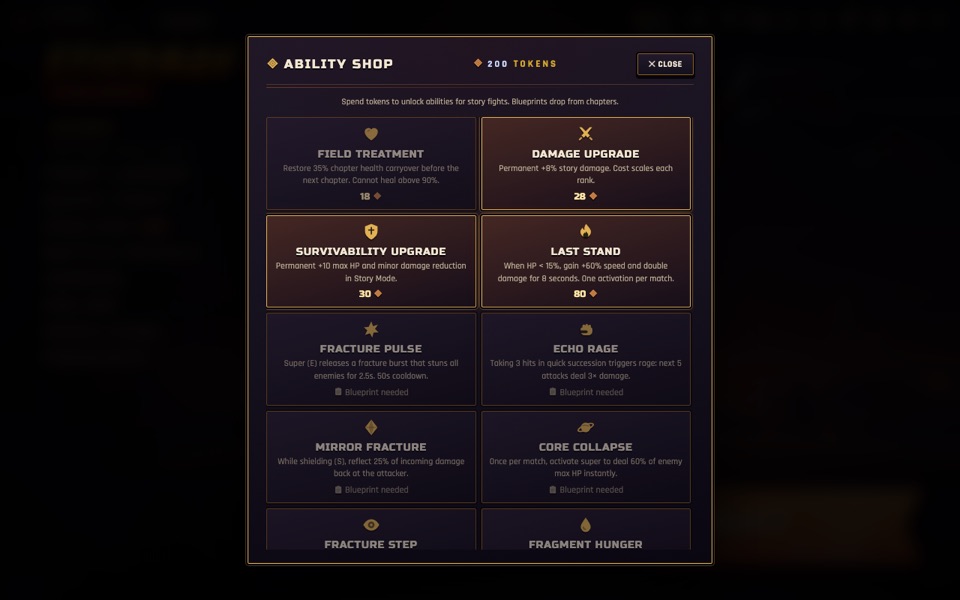 ABILITY SHOP
200 TOKENS
× CLOSE
Spend tokens to unlock abilities for story fights. Blueprints drop from chapters.
FIELD TREATMENT
Restore 35% chapter health carryover before the
next chapter. Cannot heal above 90%.
18
DAMAGE UPGRADE
Permanent +8% story damage. Cost scales each
rank.
28
SURVIVABILITY UPGRADE
Permanent +10 max HP and minor damage reduction
in Story Mode.
30
LAST STAND
When HP < 15%, gain +60% speed and double
damage for 8 seconds. One activation per match.
80
FRACTURE PULSE
Super (E) releases a fracture burst that stuns all
enemies for 2.5s. 50s cooldown.
Blueprint needed
ECHO RAGE
Taking 3 hits in quick succession triggers rage: next 5
attacks deal 3× damage.
Blueprint needed
MIRROR FRACTURE
While shielding (S), reflect 25% of incoming damage
back at the attacker.
Blueprint needed
CORE COLLAPSE
Once per match, activate super to deal 60% of enemy
max HP instantly.
Blueprint needed
FRACTURE STEP
FRAGMENT HUNGER